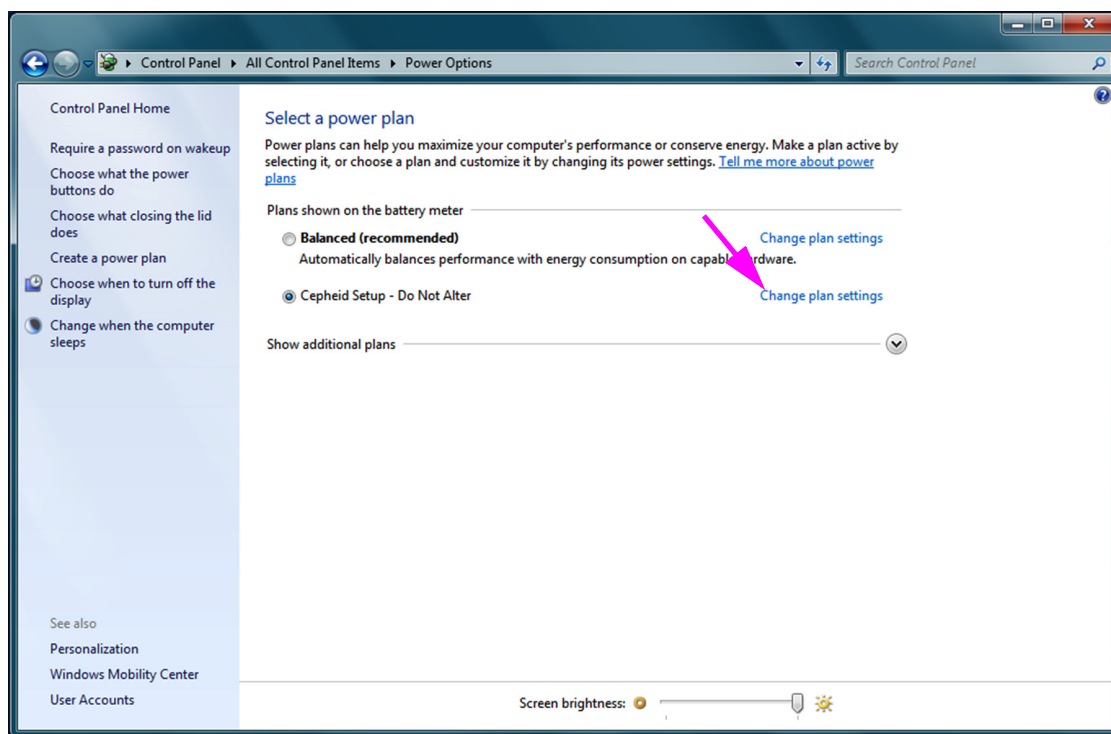 Control Panel ▸ All Control Panel Items ▸ Power Options
Search Control Panel
Control Panel Home
Require a password on wakeup
Choose what the power
buttons do
Choose what closing the lid
does
Create a power plan
Choose when to turn off the
display
Change when the computer
sleeps
See also
Personalization
Windows Mobility Center
User Accounts
Select a power plan
Power plans can help you maximize your computer's performance or conserve energy. Make a plan active by
selecting it, or choose a plan and customize it by changing its power settings. Tell me more about power
plans
Plans shown on the battery meter
Balanced (recommended) Change plan settings
Automatically balances performance with energy consumption on capable hardware.
Cepheid Setup - Do Not Alter Change plan settings
Show additional plans
Screen brightness: